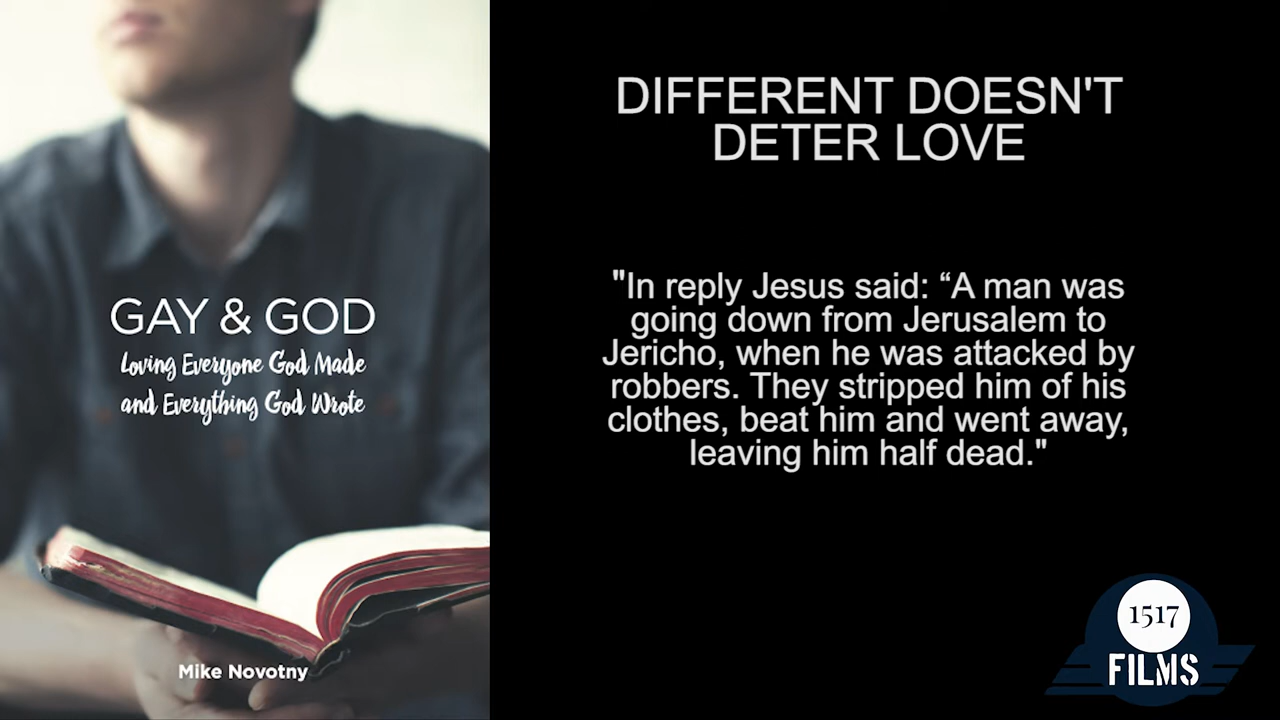 GAY & GOD
Loving Everyone God Made
and Everything God Wrote
Mike Novotny
DIFFERENT DOESN'T
DETER LOVE
"In reply Jesus said: “A man was
going down from Jerusalem to
Jericho, when he was attacked by
robbers. They stripped him of his
clothes, beat him and went away,
leaving him half dead."
1517
FILMS